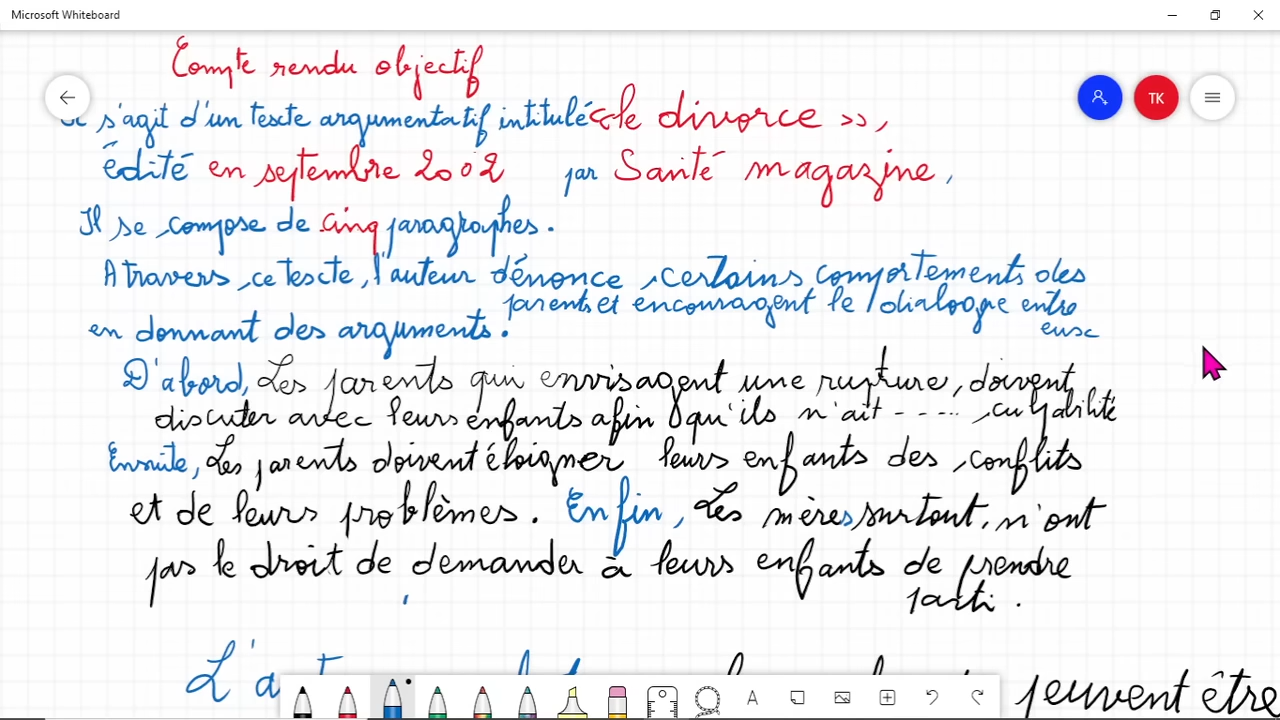 Microsoft Whiteboard
Compte rendu objectif
TK
s'agit d'un texte argumentatif intitulé <<le divorce >>,
édité en septembre 2002 par Santé magazine,
Il se compose de cinq paragraphes.
A travers ce texte, l'auteur dénonce certains comportements des
parents et encouragent le dialogue entre
eux
en donnant des arguments.
D'abord, Les parents qui envisagent une rupture, doivent
discuter avec leurs enfants afin qu'ils n'ait ---- culpabilité
Ensuite, Les parents doivent éloigner leurs enfants des conflits
et de leurs problèmes. Enfin, Les mères surtout, n'ont
pas le droit de demander à leurs enfants de prendre
parti.
peuvent être